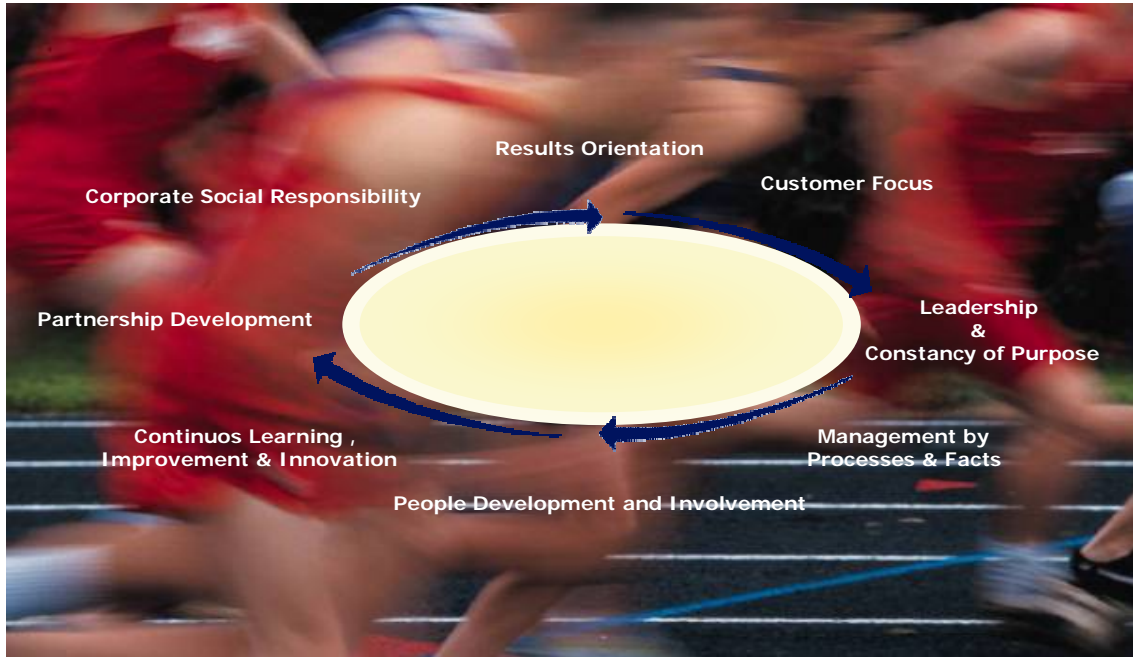 Results Orientation
Customer Focus
Corporate Social Responsibility
Leadership
&
Constancy of Purpose
Partnership Development
Management by
Processes & Facts
Continuos Learning ,
Improvement & Innovation
People Development and Involvement